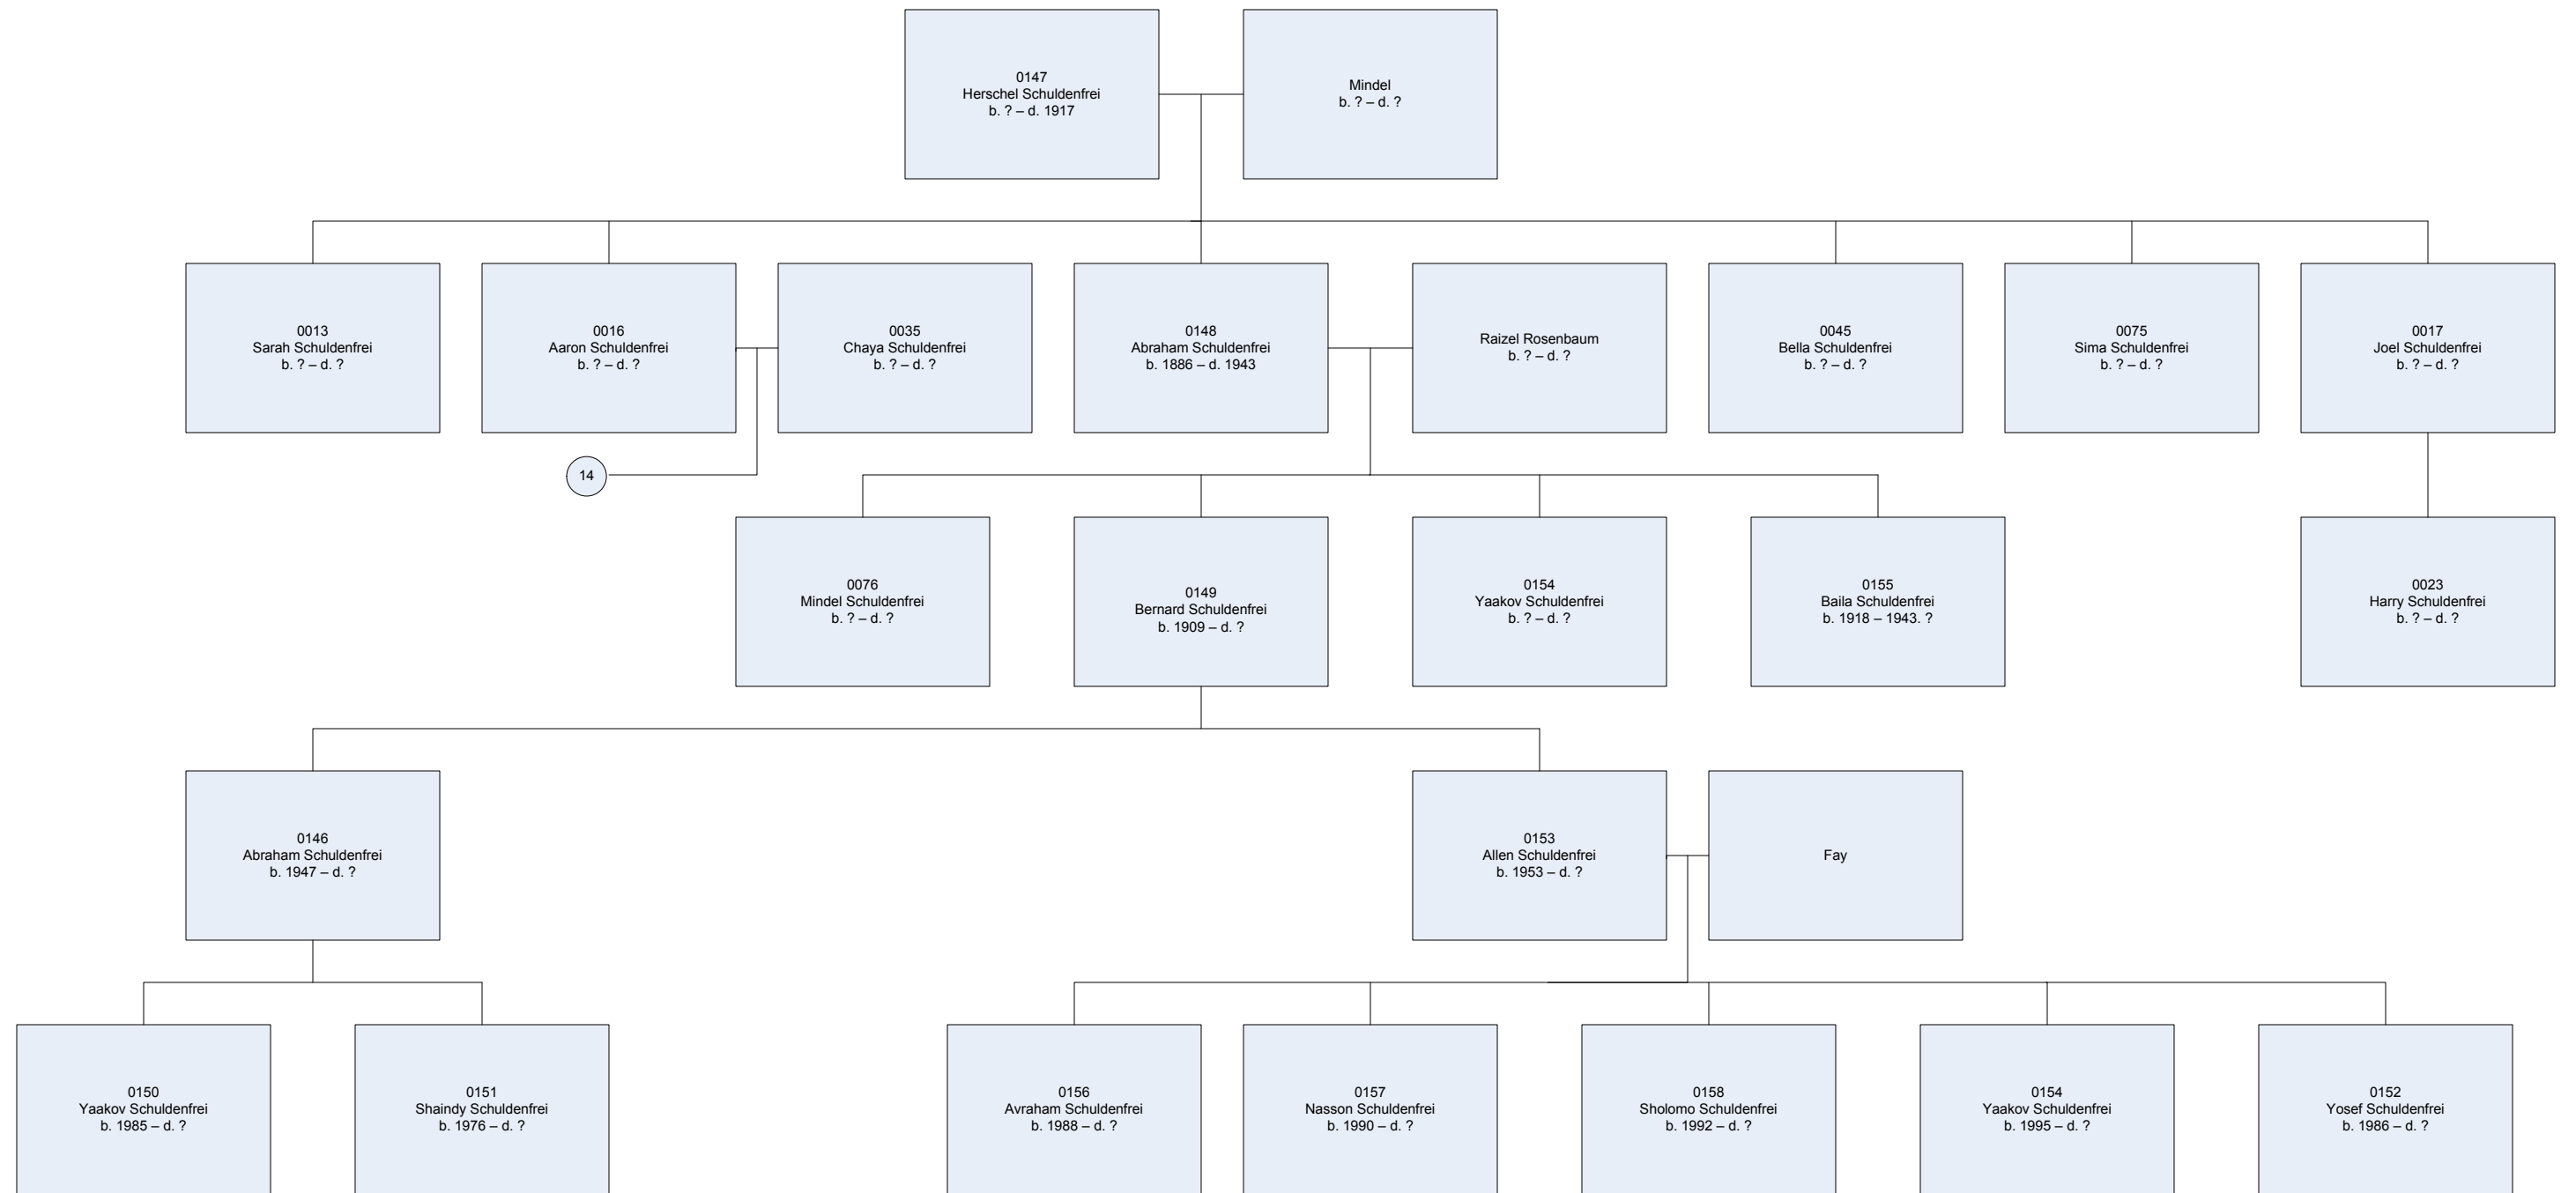 0147
Herschel Schuldenfrei
b. ? – d. 1917
Mindel
b. ? – d. ?
0013
Sarah Schuldenfrei
b. ? – d. ?
0016
Aaron Schuldenfrei
b. ? – d. ?
0035
Chaya Schuldenfrei
b. ? – d. ?
0148
Abraham Schuldenfrei
b. 1886 – d. 1943
Raizel Rosenbaum
b. ? – d. ?
0045
Bella Schuldenfrei
b. ? – d. ?
0075
Sima Schuldenfrei
b. ? – d. ?
0017
Joel Schuldenfrei
b. ? – d. ?
14
0076
Mindel Schuldenfrei
b. ? – d. ?
0149
Bernard Schuldenfrei
b. 1909 – d. ?
0154
Yaakov Schuldenfrei
b. ? – d. ?
0155
Baila Schuldenfrei
b. 1918 – 1943. ?
0023
Harry Schuldenfrei
b. ? – d. ?
0146
Abraham Schuldenfrei
b. 1947 – d. ?
0153
Allen Schuldenfrei
b. 1953 – d. ?
Fay
0150
Yaakov Schuldenfrei
b. 1985 – d. ?
0151
Shaindy Schuldenfrei
b. 1976 – d. ?
0156
Avraham Schuldenfrei
b. 1988 – d. ?
0157
Nasson Schuldenfrei
b. 1990 – d. ?
0158
Sholomo Schuldenfrei
b. 1992 – d. ?
0154
Yaakov Schuldenfrei
b. 1995 – d. ?
0152
Yosef Schuldenfrei
b. 1986 – d. ?